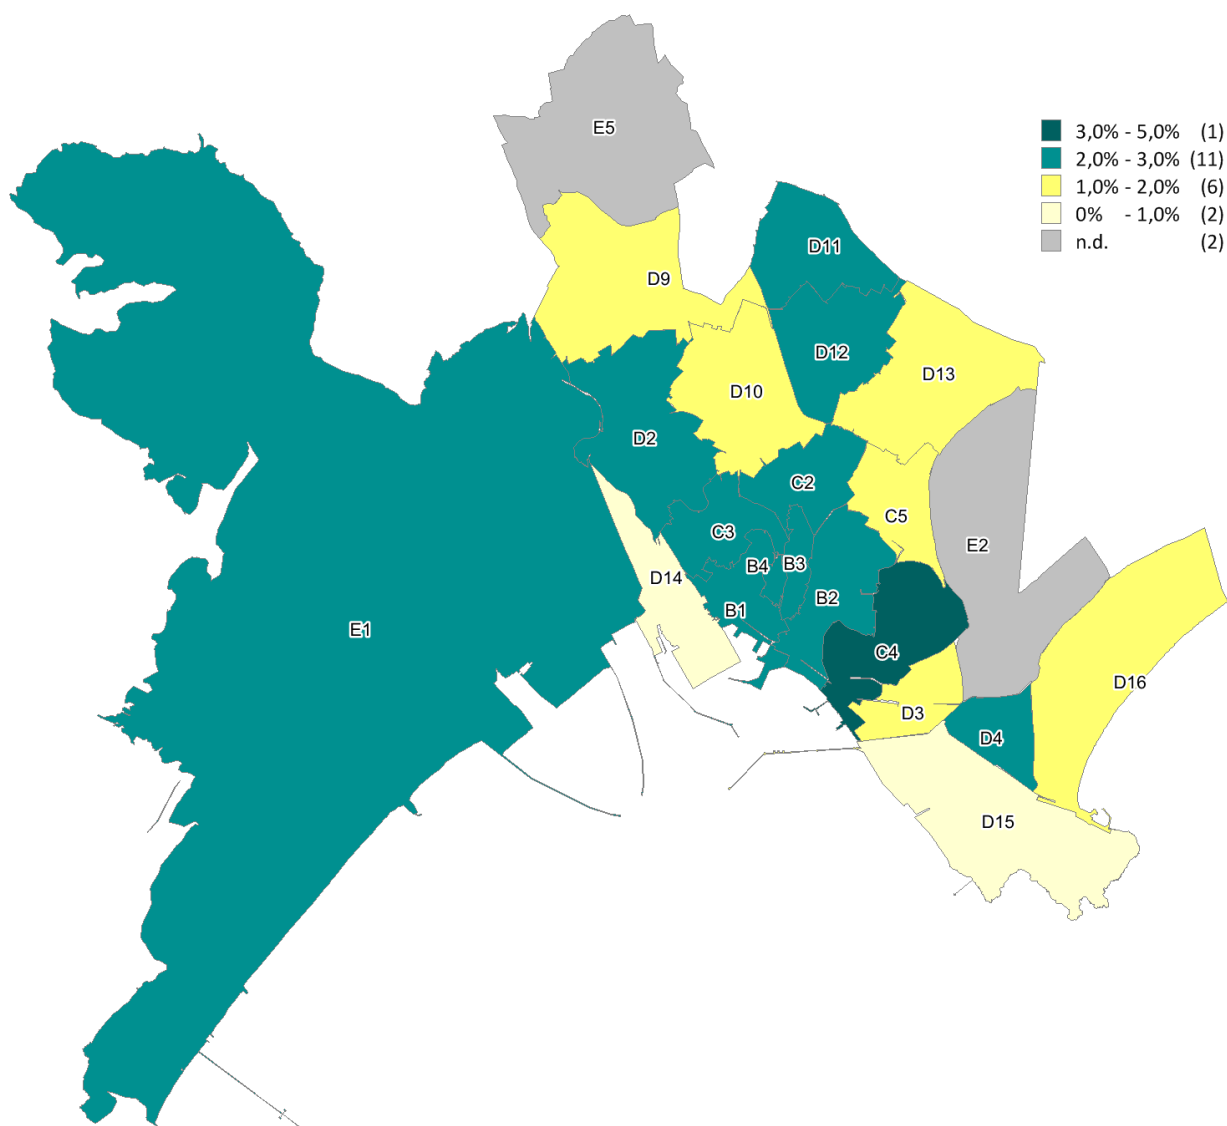 E5
3,0% - 5,0% (1)
2,0% - 3,0% (11)
1,0% - 2,0% (6)
0% - 1,0% (2)
n.d. (2)
D11
D9
D12
D13
D10
D2
C2
C5
C3
E2
B4
B3
D14
B2
B1
E1
C4
D16
D3
D4
D15